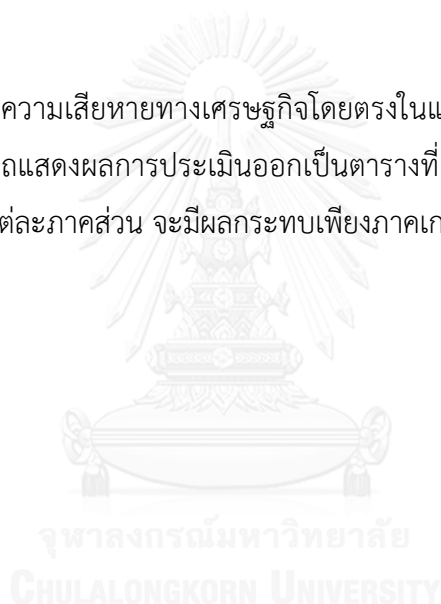 ความเสียหายทางเศรษฐกิจโดยตรงในแ
ถแสดงผลการประเมินออกเป็นตารางที่
ต่ละภาคส่วน จะมีผลกระทบเพียงภาคเก
จุฬาลงกรณ์มหาวิทยาลัย
CHULALONGKORN UNIVERSITY